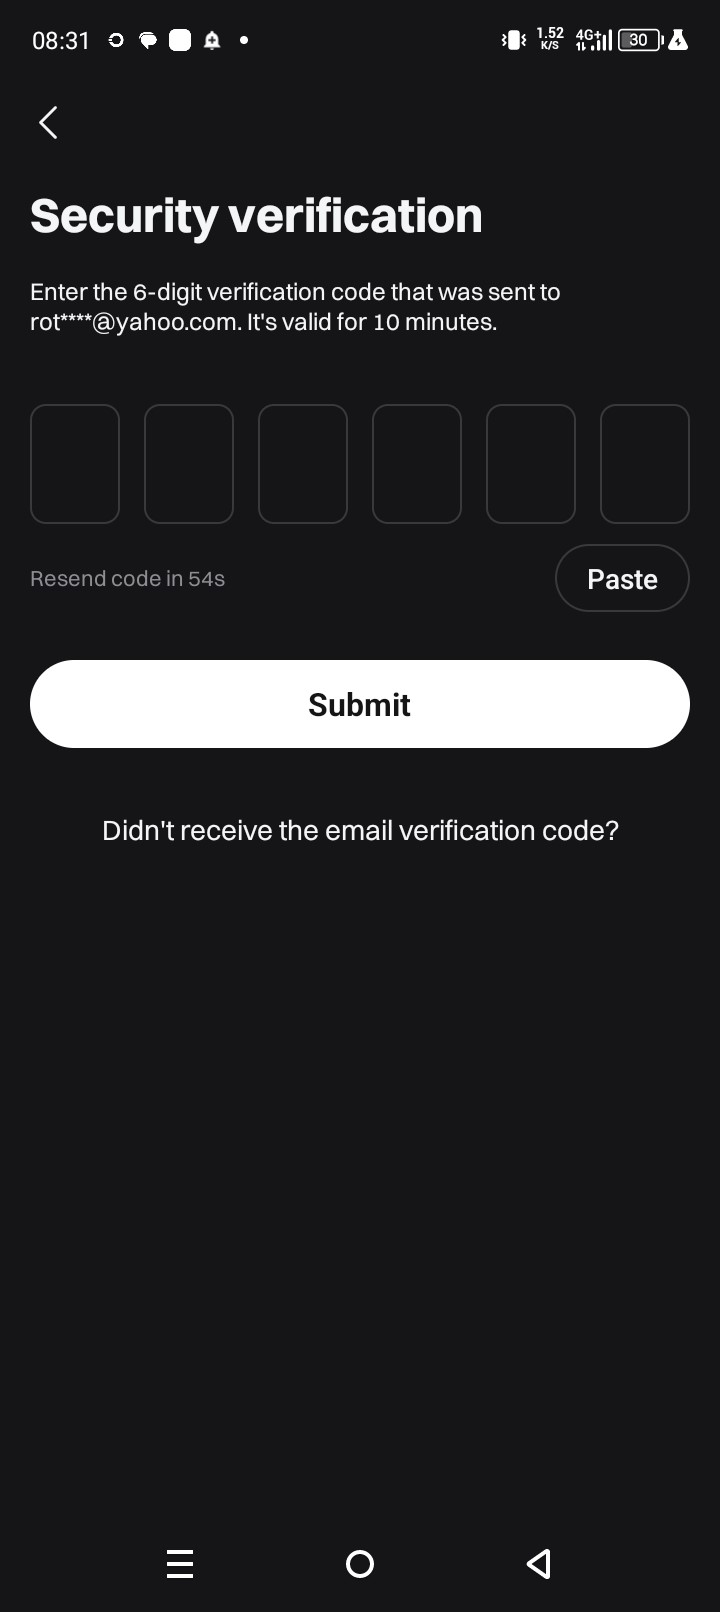 08:31
1.52
K/S
4G+
30
Security verification
Enter the 6-digit verification code that was sent to
rot****@yahoo.com. It's valid for 10 minutes.
Resend code in 54s
Paste
Submit
Didn't receive the email verification code?